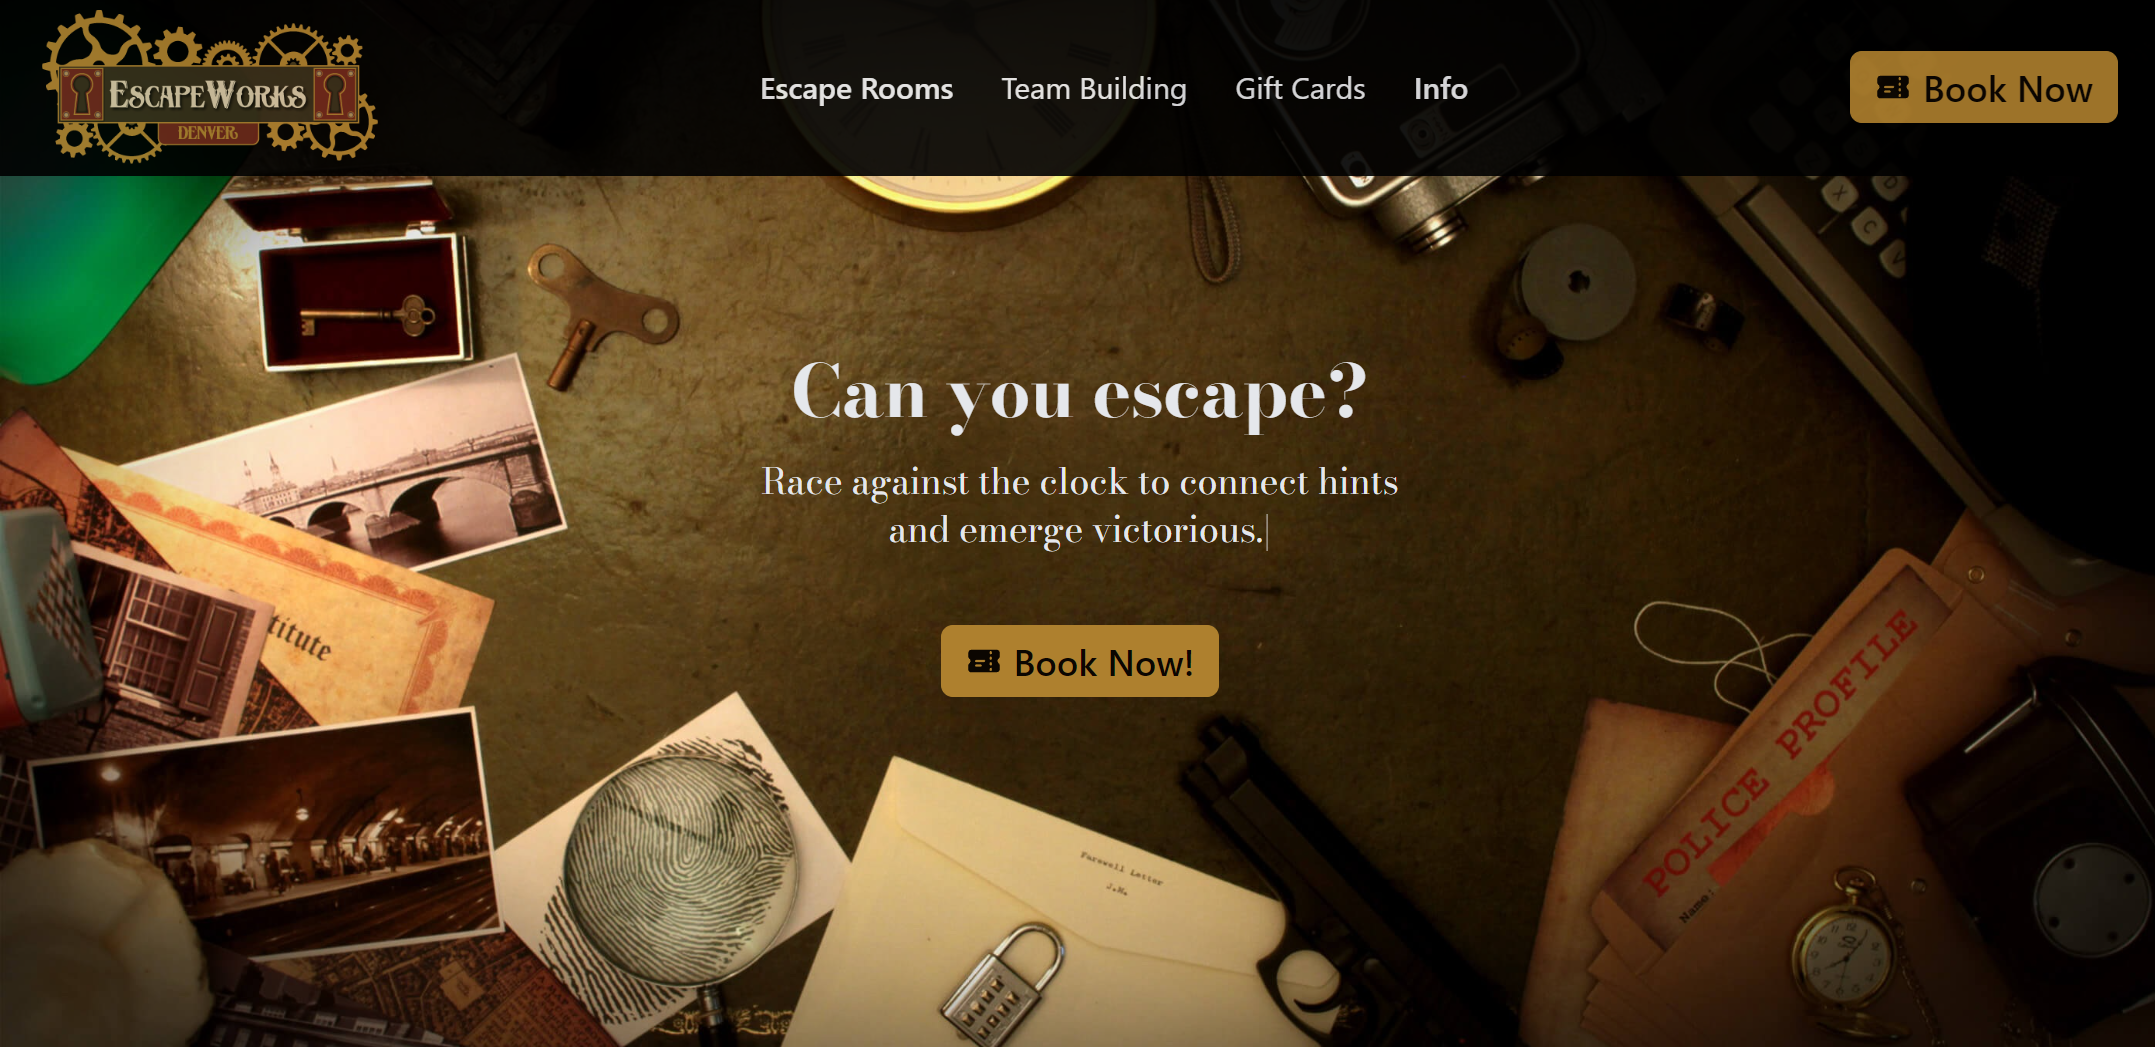 EscapeWorks
DENVER
Escape Rooms
Team Building
Gift Cards
Info
Book Now
Can you escape?
Race against the clock to connect hints
and emerge victorious.
Book Now!
titute
Farewell Letter
J.M.
POLICE PROFILE
Name:
X
D
C
V